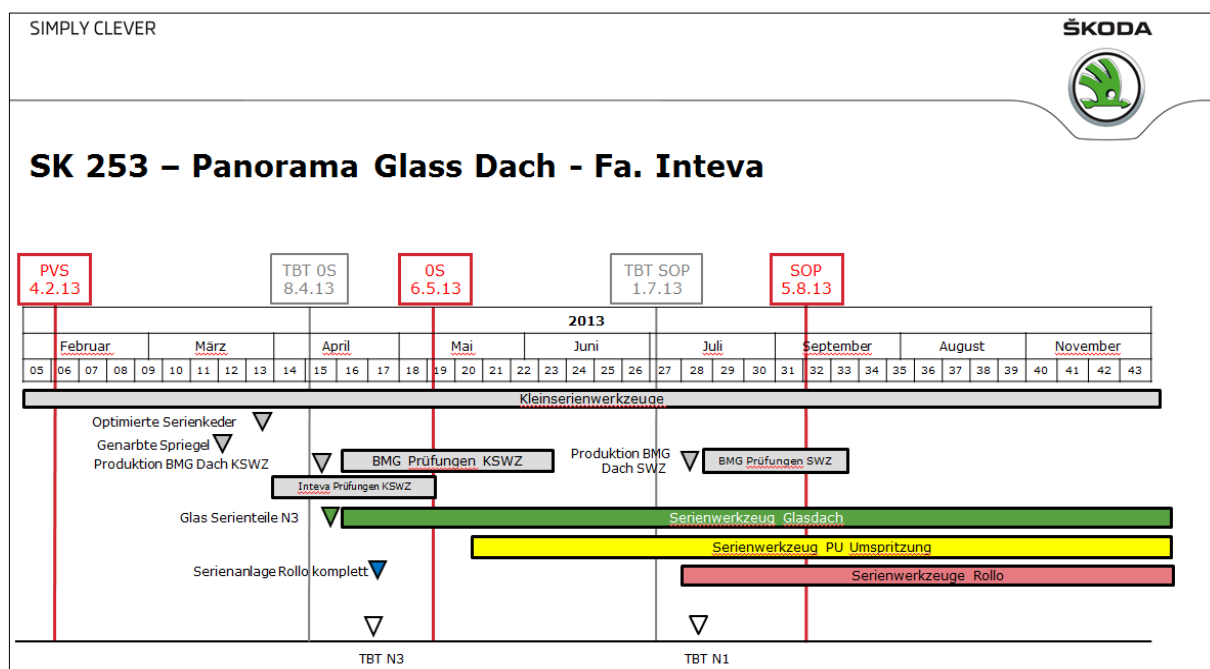 SIMPLY CLEVER
ŠKODA
SK 253 – Panorama Glass Dach - Fa. Inteva
PVS
4.2.13
TBT 0S
8.4.13
0S
6.5.13
TBT SOP
1.7.13
SOP
5.8.13
2013
Februar März April Mai Juni Juli September August November
05 06 07 08 09 10 11 12 13 14 15 16 17 18 19 20 21 22 23 24 25 26 27 28 29 30 31 32 33 34 35 36 37 38 39 40 41 42 43
Kleinserienwerkzeuge
Optimierte Serienkeder
Genarbte Spriegel
Produktion BMG Dach KSWZ
BMG Prüfungen KSWZ
Produktion BMG
Dach SWZ
BMG Prüfungen SWZ
Inteva Prüfungen KSWZ
Glas Serienteile N3
Serienwerkzeug Glasdach
Serienwerkzeug PU Umspritzung
Serienanlage Rollo komplett
Serienwerkzeuge Rollo
TBT N3
TBT N1